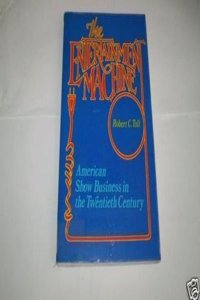 The
ENTERTAINMENT
MACHINE
Robert C. Toll
American
Show Business in
the Twentieth Century